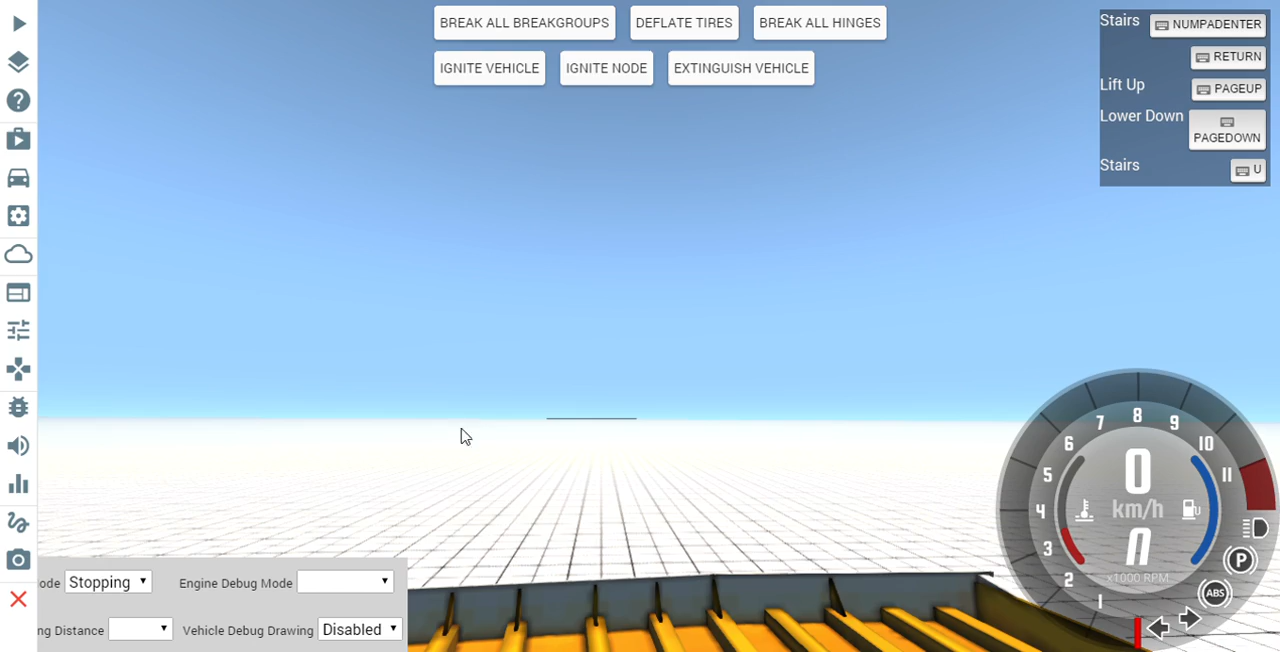 BREAK ALL BREAKGROUPS
DEFLATE TIRES
BREAK ALL HINGES
IGNITE VEHICLE
IGNITE NODE
EXTINGUISH VEHICLE
Stairs
NUMPADENTER
RETURN
Lift Up
PAGEUP
Lower Down
PAGEDOWN
Stairs
U
ode Stopping
Engine Debug Mode
ng Distance
Vehicle Debug Drawing Disabled
1
2
3
4
5
6
7
8
9
10
11
0
km/h
n
x1000 RPM
P
ABS